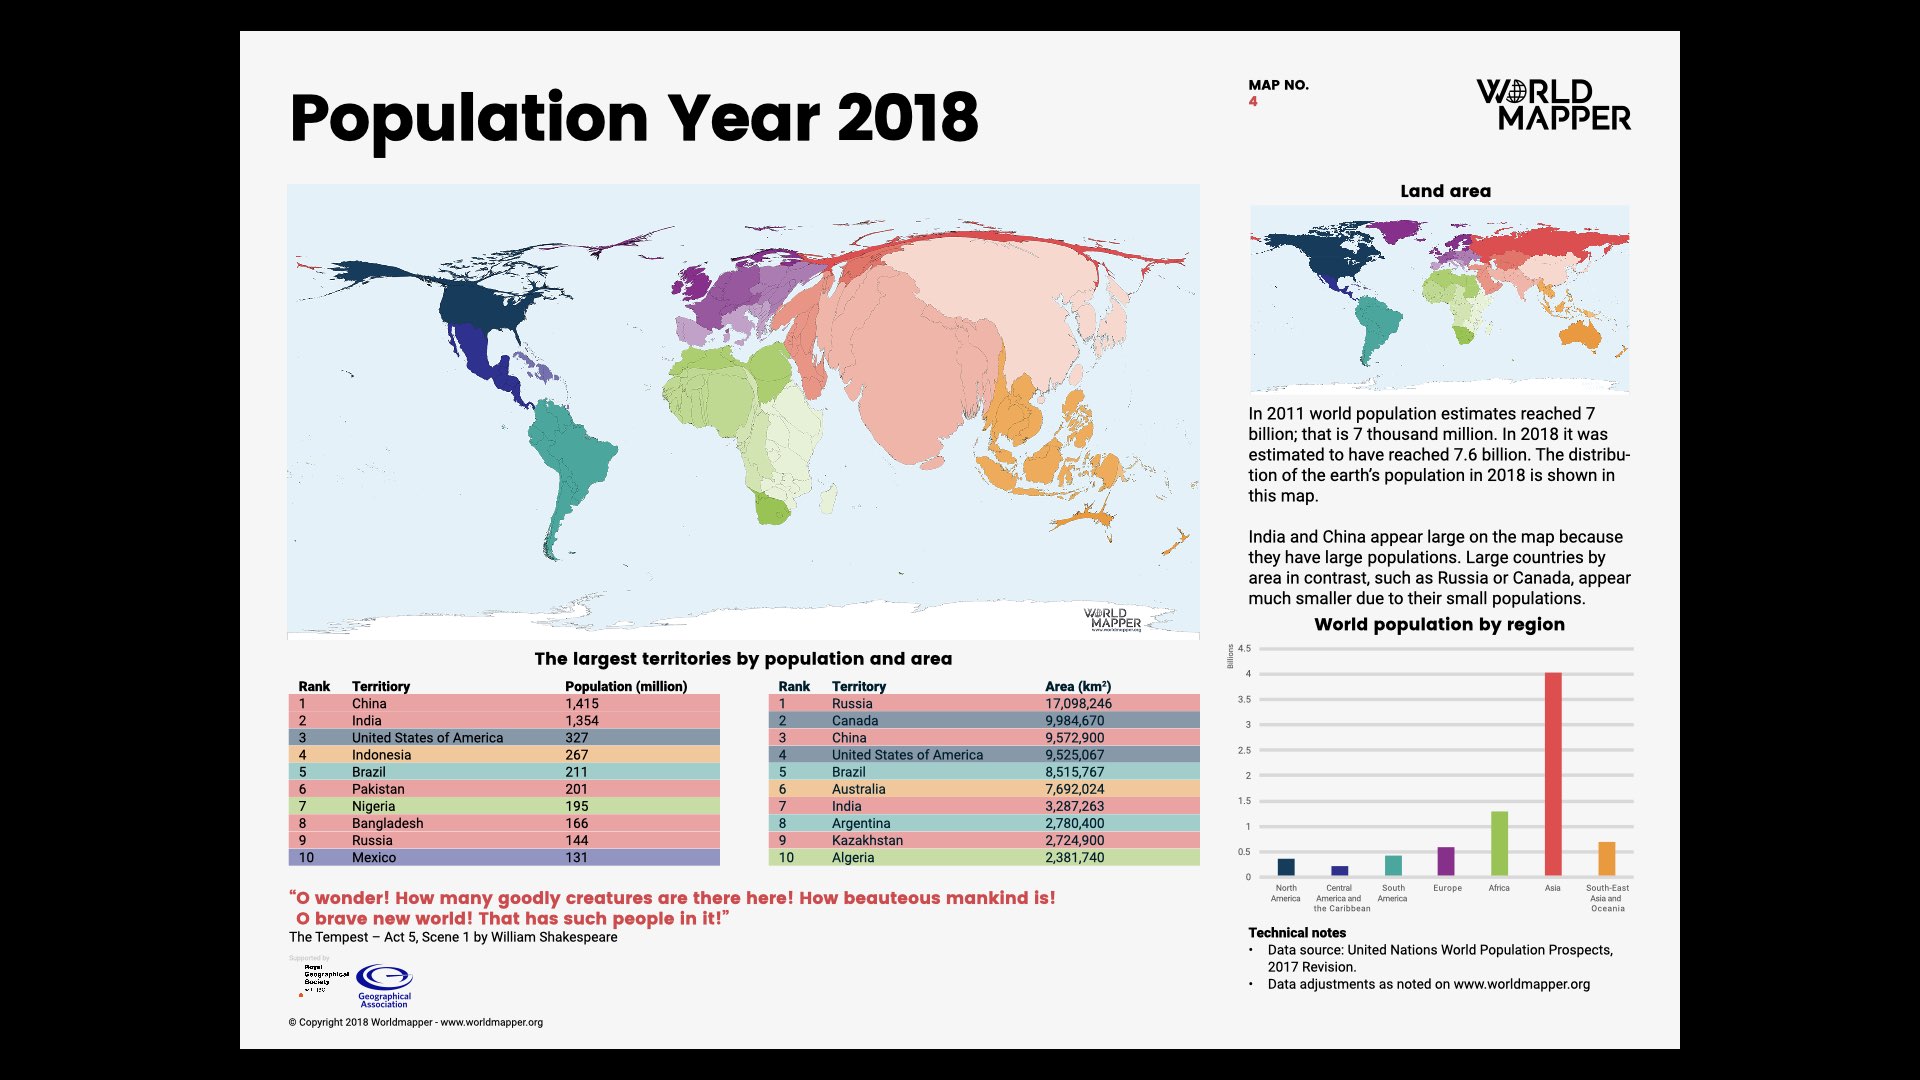 Population Year 2018
MAP NO.
4
WORLD
MAPPER
WORLD
MAPPER
www.worldmapper.org
Land area
In 2011 world population estimates reached 7
billion; that is 7 thousand million. In 2018 it was
estimated to have reached 7.6 billion. The distribu-
tion of the earth’s population in 2018 is shown in
this map.
India and China appear large on the map because
they have large populations. Large countries by
area in contrast, such as Russia or Canada, appear
much smaller due to their small populations.
The largest territories by population and area
Rank Territiory Population (million)
1 China 1,415
2 India 1,354
3 United States of America 327
4 Indonesia 267
5 Brazil 211
6 Pakistan 201
7 Nigeria 195
8 Bangladesh 166
9 Russia 144
10 Mexico 131
Rank Territory Area (km²)
1 Russia 17,098,246
2 Canada 9,984,670
3 China 9,572,900
4 United States of America 9,525,067
5 Brazil 8,515,767
6 Australia 7,692,024
7 India 3,287,263
8 Argentina 2,780,400
9 Kazakhstan 2,724,900
10 Algeria 2,381,740
World population by region
Billions
4.5
4
3.5
3
2.5
2
1.5
1
0.5
0
North
America
Central
America and
the Caribbean
South
America
Europe
Africa
Asia
South-East
Asia and
Oceania
“O wonder! How many goodly creatures are there here! How beauteous mankind is!
O brave new world! That has such people in it!”
The Tempest – Act 5, Scene 1 by William Shakespeare
Supported by
Royal
Geographical
Society
Geographical
Association
© Copyright 2018 Worldmapper - www.worldmapper.org
Technical notes
• Data source: United Nations World Population Prospects,
2017 Revision.
• Data adjustments as noted on www.worldmapper.org